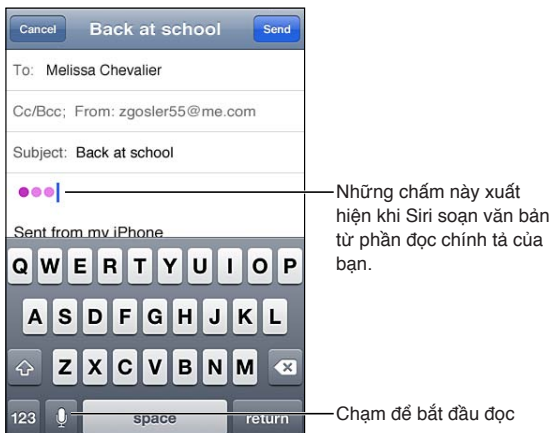 Cancel Back at school Send
To: Melissa Chevalier
Cc/Bcc; From: zgosler55@me.com
Subject: Back at school
Những chấm này xuất
hiện khi Siri soạn văn bản
từ phần đọc chính tả của
bạn.
Sent from my iPhone
Q W E R T Y U I O P
A S D F G H J K L
Z X C V B N M
123 space return
Chạm để bắt đầu đọc